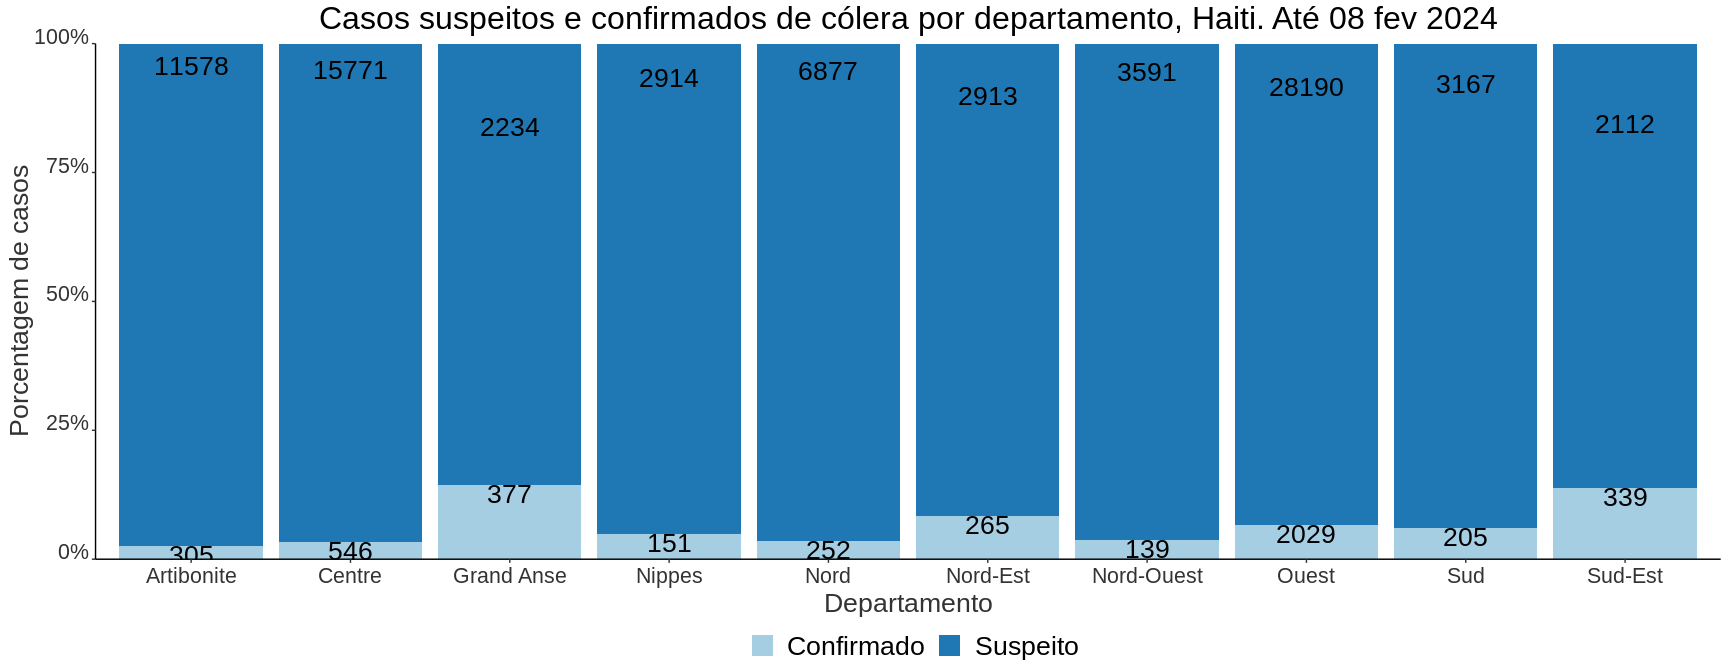 Casos suspeitos e confirmados de cólera por departamento, Haiti. Até 08 fev 2024
Porcentagem de casos
100%
75%
50%
25%
0%
11578 15771 2234 2914 6877 2913 3591 28190 3167 2112
305 546 377 151 252 265 139 2029 205 339
Artibonite Centre Grand Anse Nippes Nord Nord-Est Nord-Ouest Ouest Sud Sud-Est
Departamento
Confirmado Suspeito